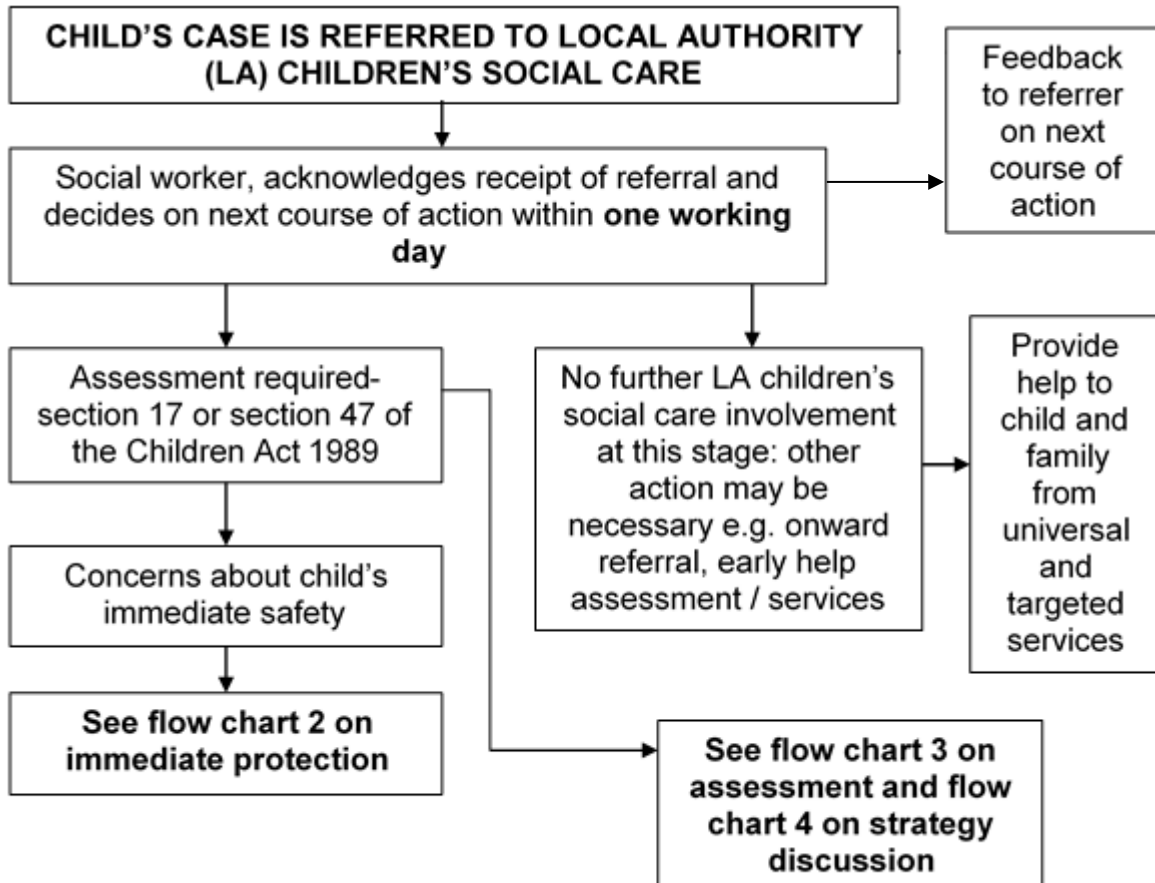 CHILD’S CASE IS REFERRED TO LOCAL AUTHORITY
(LA) CHILDREN’S SOCIAL CARE
Feedback
to referrer
on next
course of
action
Social worker, acknowledges receipt of referral and
decides on next course of action within one working
day
Assessment required-
section 17 or section 47 of
the Children Act 1989
No further LA children’s
social care involvement
at this stage: other
action may be
necessary e.g. onward
referral, early help
assessment / services
Provide
help to
child and
family
from
universal
and
targeted
services
Concerns about child’s
immediate safety
See flow chart 2 on
immediate protection
See flow chart 3 on
assessment and flow
chart 4 on strategy
discussion